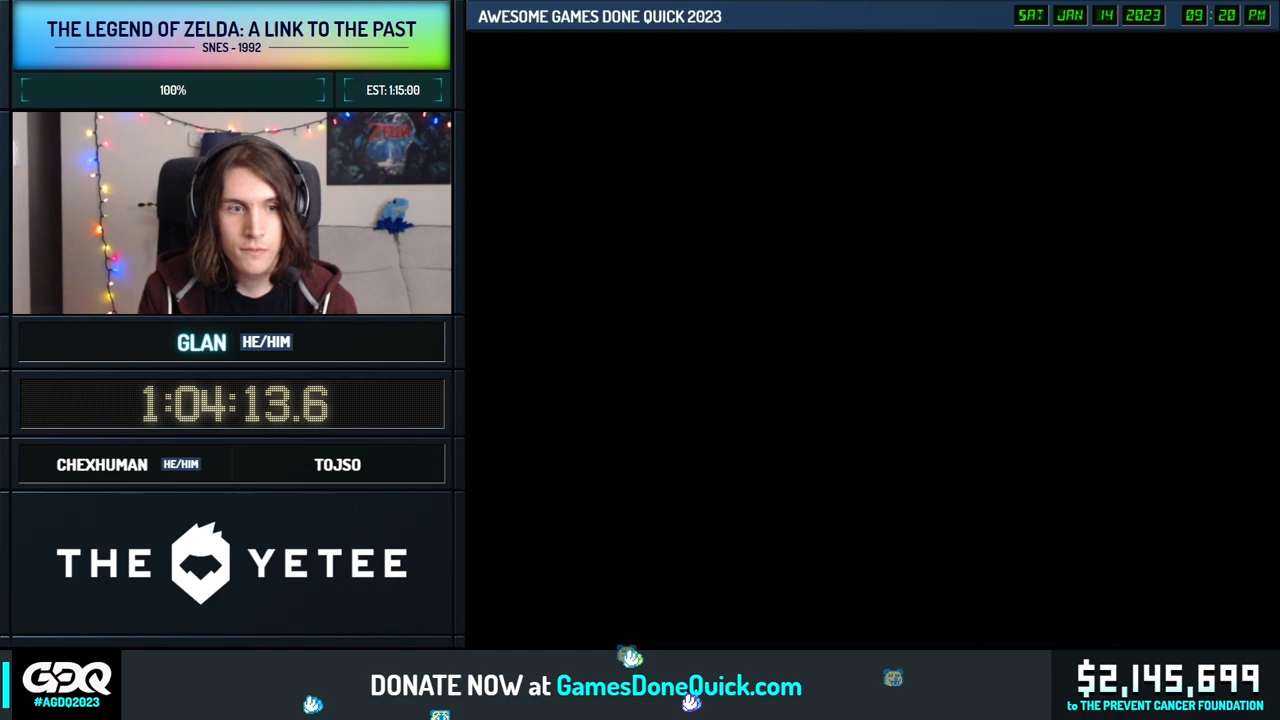 THE LEGEND OF ZELDA: A LINK TO THE PAST
SNES - 1992
100%
EST: 1:15:00
AWESOME GAMES DONE QUICK 2023
SAT JAN 14 2023 09:20 PM
ZELDA
GLAN HE/HIM
1:04:13.6
CHEXHUMAN HE/HIM
TOJSO
THE YETEE
GDQ
#AGDQ2023
DONATE NOW at GamesDoneQuick.com
$2,145,699
to THE PREVENT CANCER FOUNDATION